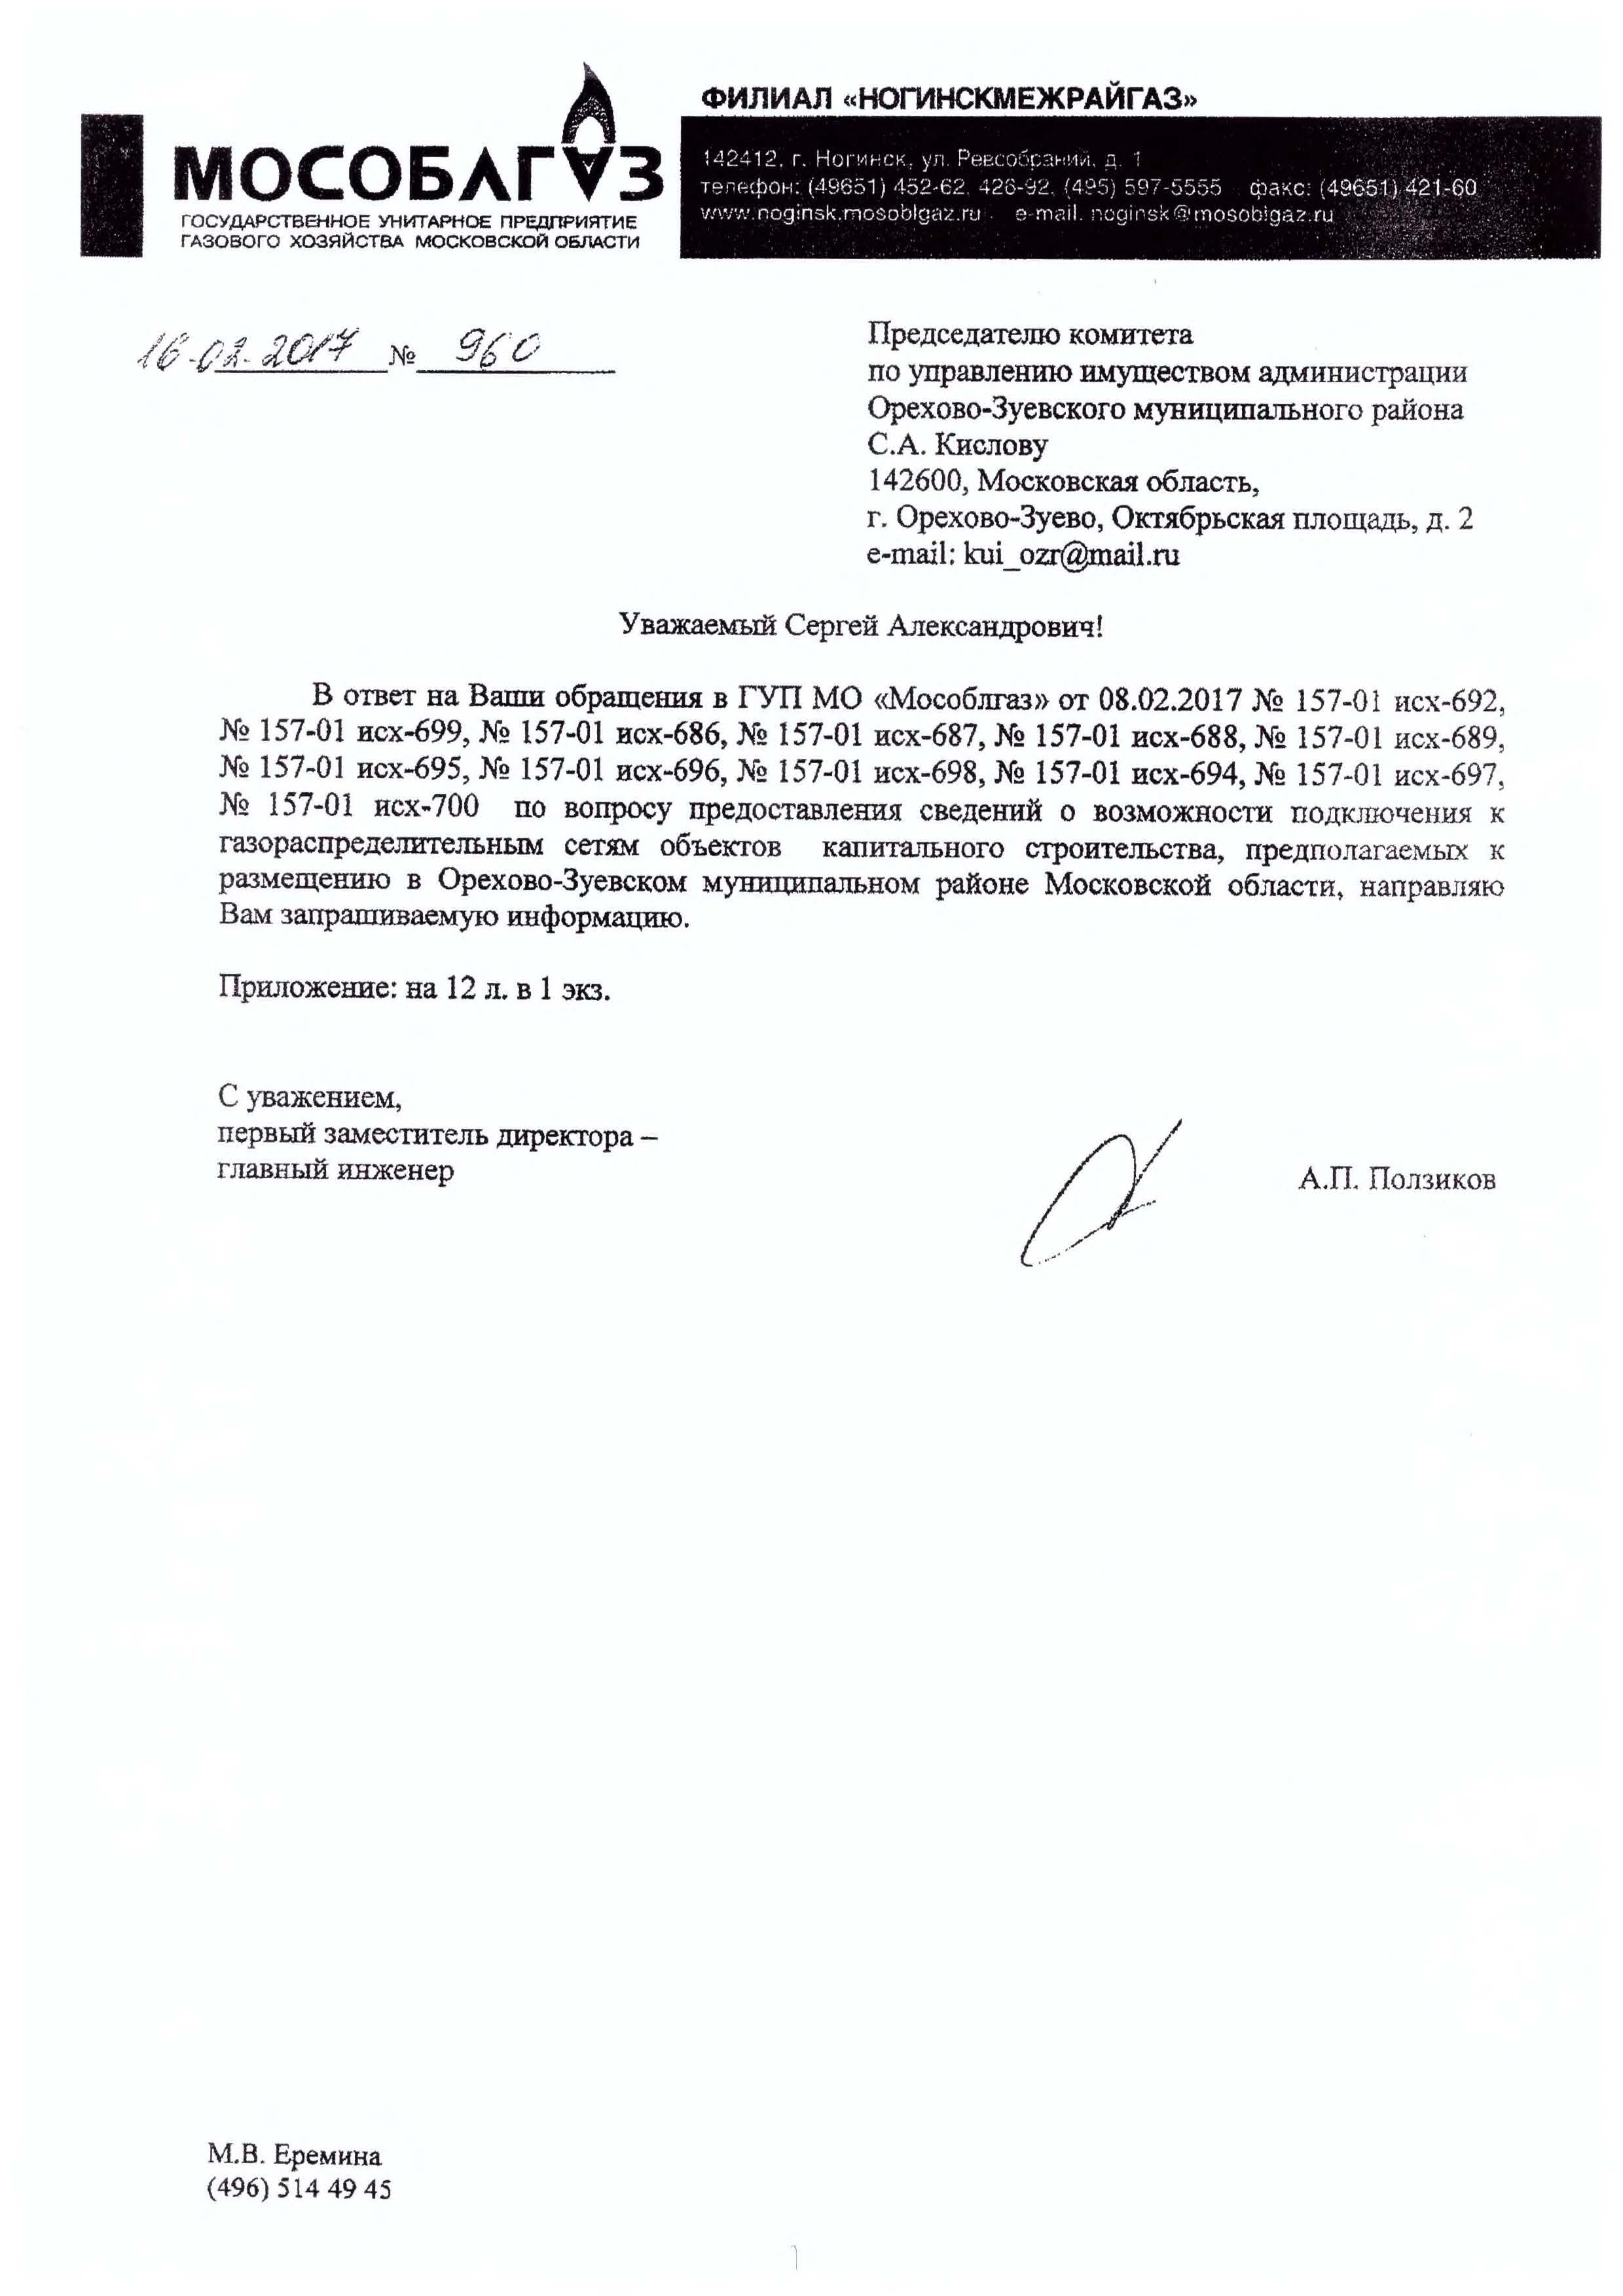 ФИЛИАЛ «НОГИНСКМЕЖРАЙГАЗ»
МОСОБЛГАЗ
ГОСУДАРСТВЕННОЕ УНИТАРНОЕ ПРЕДПРИЯТИЕ
ГАЗОВОГО ХОЗЯЙСТВА МОСКОВСКОЙ ОБЛАСТИ
142412, г. Ногинск, ул. Ревсобраний, д. 1
телефон: (49651) 452-62, 426-92, (495) 597-5555 факс: (49651) 421-60
www.noginsk.mosoblgaz.ru e-mail. noginsk@mosoblgaz.ru
16-02-2017 № 960
Председателю комитета
по управлению имуществом администрации
Орехово-Зуевского муниципального района
С.А. Кислову
142600, Московская область,
г. Орехово-Зуево, Октябрьская площадь, д. 2
e-mail: kui_ozr@mail.ru
Уважаемый Сергей Александрович!
В ответ на Ваши обращения в ГУП МО «Мособлгаз» от 08.02.2017 № 157-01 исх-692,
№ 157-01 исх-699, № 157-01 исх-686, № 157-01 исх-687, № 157-01 исх-688, № 157-01 исх-689,
№ 157-01 исх-695, № 157-01 исх-696, № 157-01 исх-698, № 157-01 исх-694, № 157-01 исх-697,
№ 157-01 исх-700 по вопросу предоставления сведений о возможности подключения к
газораспределительным сетям объектов капитального строительства, предполагаемых к
размещению в Орехово-Зуевском муниципальном районе Московской области, направляю
Вам запрашиваемую информацию.
Приложение: на 12 л. в 1 экз.
С уважением,
первый заместитель директора –
главный инженер
А.П. Ползиков
М.В. Еремина
(496) 514 49 45
1